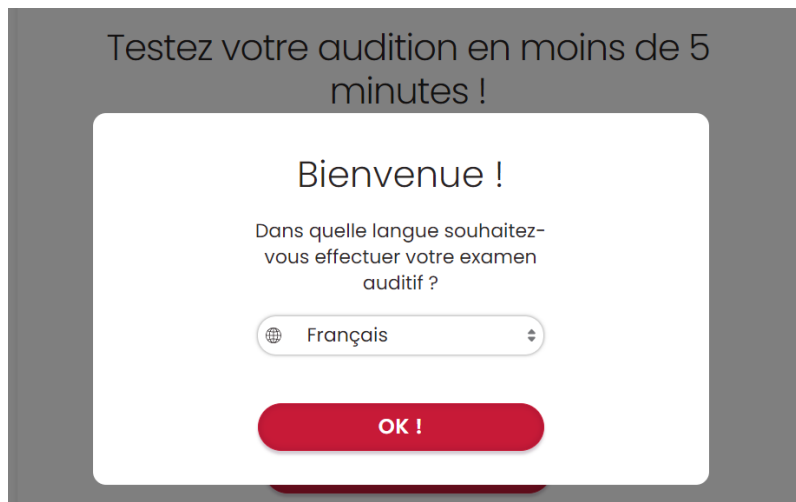 Testez votre audition en moins de 5
minutes !
Bienvenue !
Dans quelle langue souhaitez-
vous effectuer votre examen
auditif ?
Français
OK !